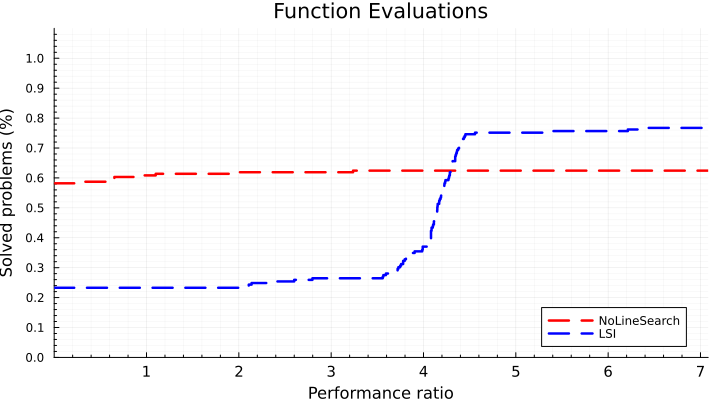 Function Evaluations
Solved problems (%)
1.0
0.9
0.8
0.7
0.6
0.5
0.4
0.3
0.2
0.1
0.0
1 2 3 4 5 6 7
Performance ratio
NoLineSearch
LSI